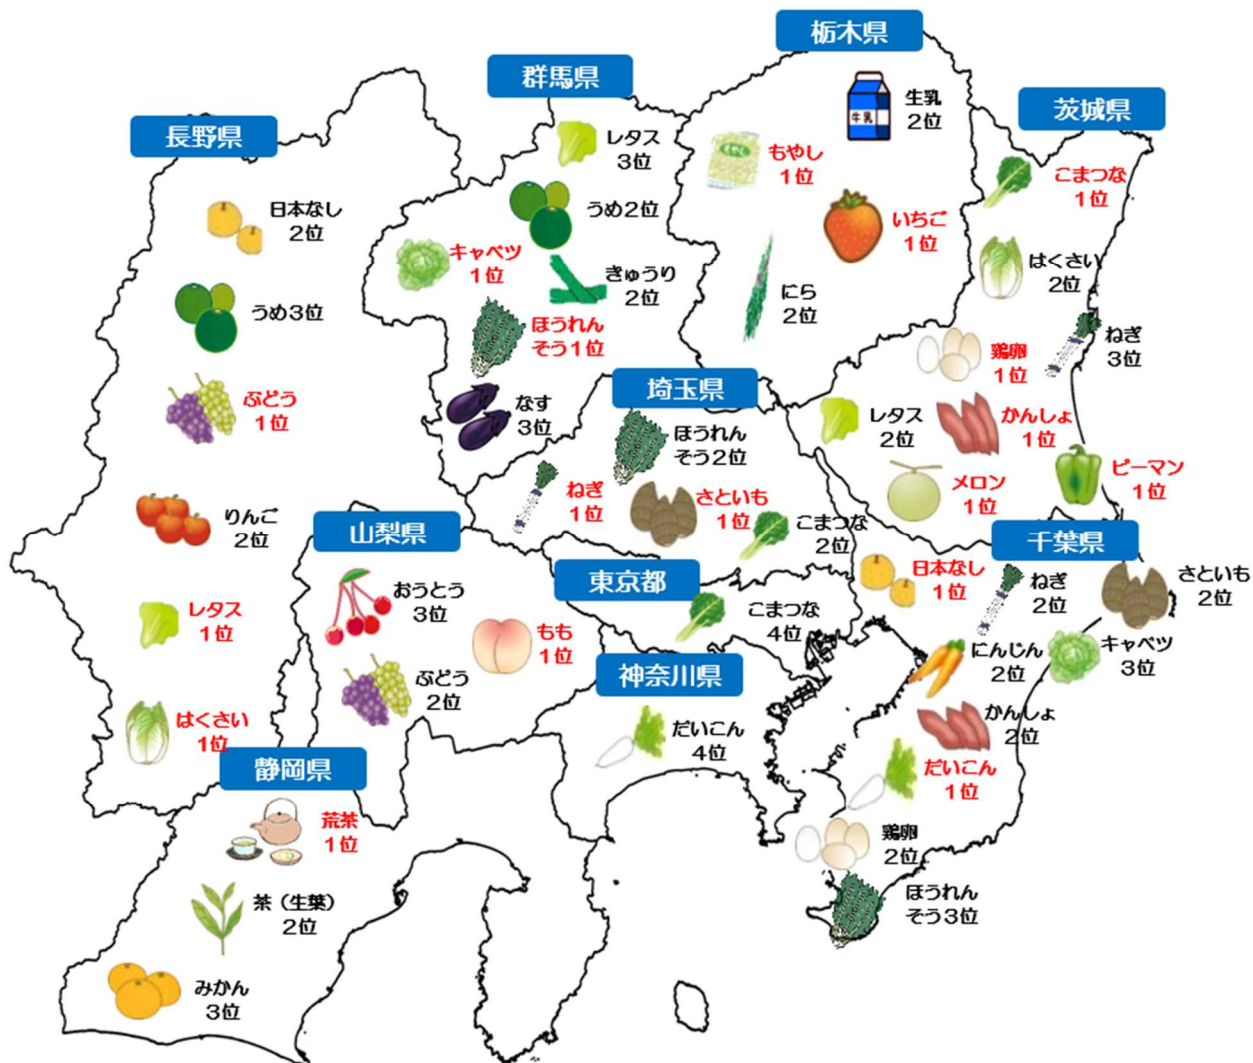 栃木県
生乳
2位
牛乳
もやし
1位
いちご
1位
にら
2位
群馬県
レタス
3位
うめ2位
キャベツ
1位
きゅうり
2位
ほうれん
そう1位
なす
3位
茨城県
こまつな
1位
はくさい
2位
ねぎ
3位
鶏卵
1位
レタス
2位
かんしょ
1位
メロン
1位
ピーマン
1位
長野県
日本なし
2位
うめ3位
ぶどう
1位
りんご
2位
レタス
1位
はくさい
1位
埼玉県
ほうれん
そう2位
ねぎ
1位
さといも
1位
こまつな
2位
山梨県
おうとう
3位
もも
1位
ぶどう
2位
東京都
こまつな
4位
神奈川県
だいこん
4位
千葉県
日本なし
1位
ねぎ
2位
さといも
2位
にんじん
2位
キャベツ
3位
かんしょ
2位
だいこん
1位
鶏卵
2位
ほうれん
そう3位
静岡県
荒茶
1位
茶（生葉）
2位
みかん
3位